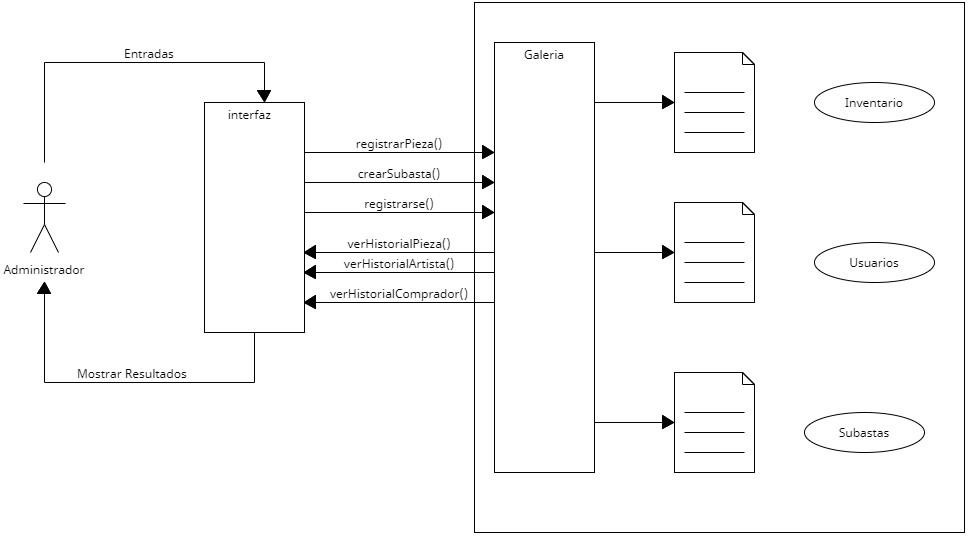 Entradas
Galeria
interfaz
Inventario
registrarPieza()
crearSubasta()
registrarse()
verHistorialPieza()
verHistorialArtista()
Usuarios
Administrador
verHistorialComprador()
Mostrar Resultados
Subastas